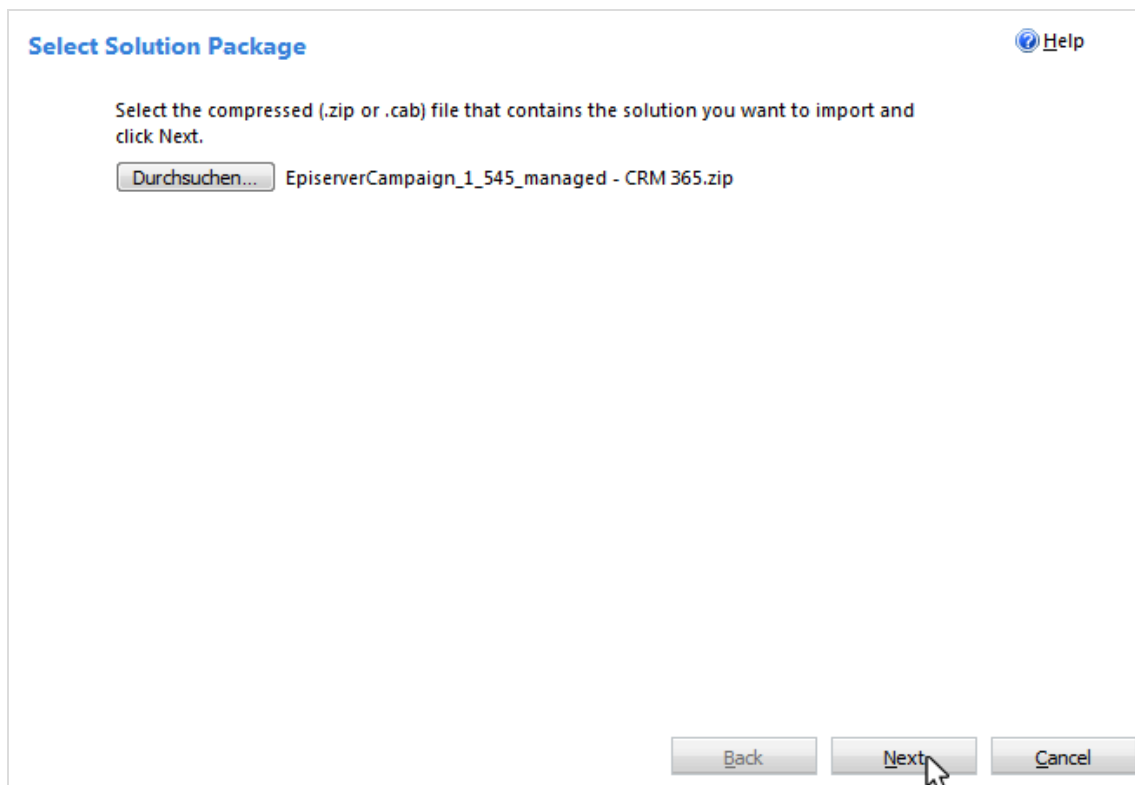 Select Solution Package
Help
Select the compressed (.zip or .cab) file that contains the solution you want to import and
click Next.
Durchsuchen... EpiserverCampaign_1_545_managed - CRM 365.zip
Back Next Cancel